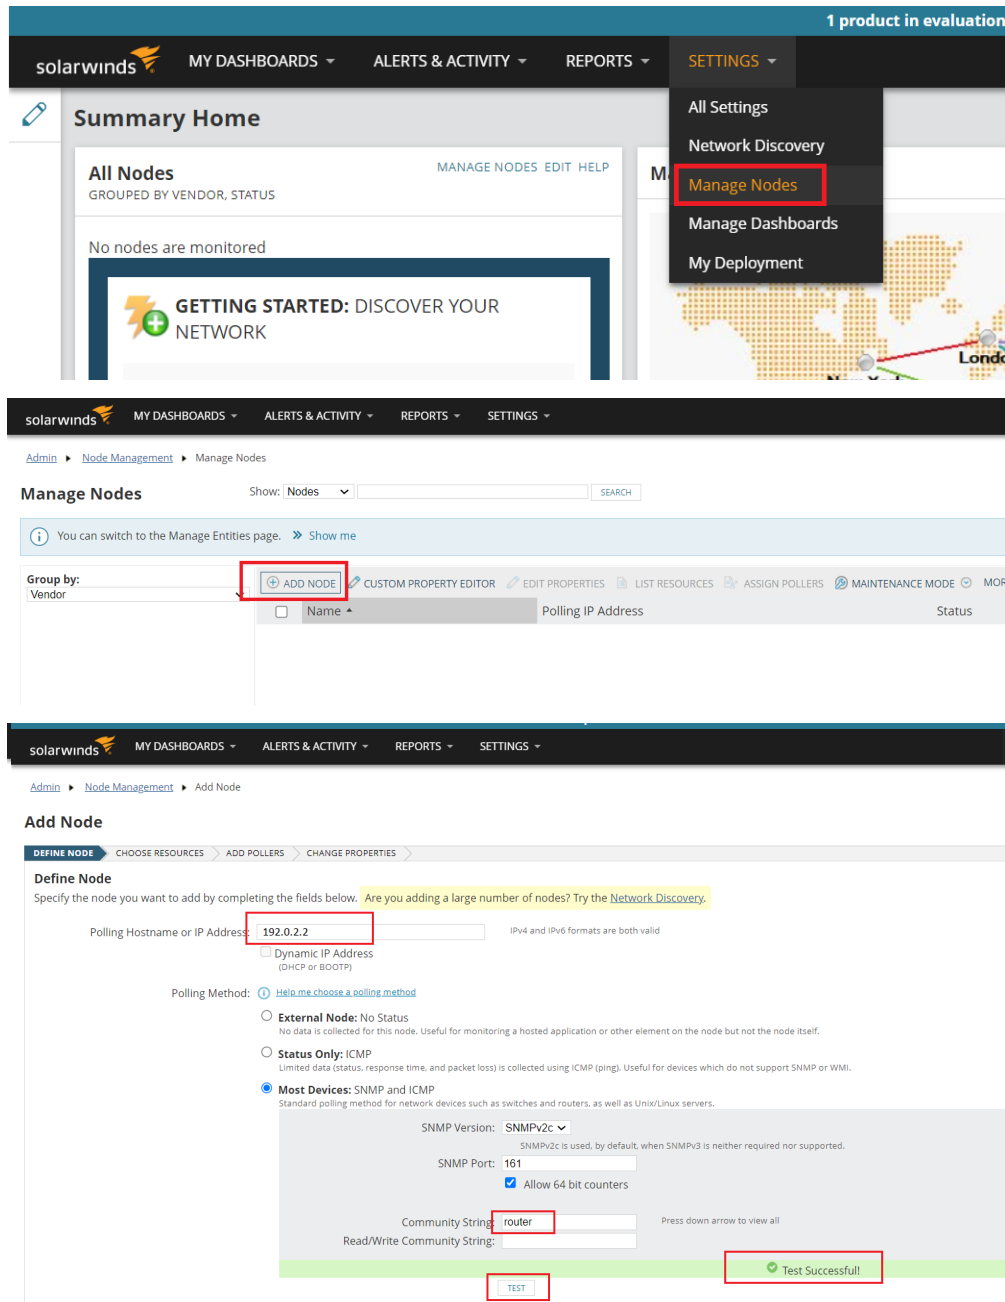 1 product in evaluation
solarwinds MY DASHBOARDS ALERTS & ACTIVITY REPORTS SETTINGS
All Settings
Network Discovery
Manage Nodes
Manage Dashboards
My Deployment
Summary Home
All Nodes MANAGE NODES EDIT HELP
GROUPED BY VENDOR, STATUS
No nodes are monitored
GETTING STARTED: DISCOVER YOUR
NETWORK
solarwinds MY DASHBOARDS ALERTS & ACTIVITY REPORTS SETTINGS
Admin Node Management Manage Nodes
Manage Nodes Show: Nodes SEARCH
You can switch to the Manage Entities page. » Show me
Group by:
Vendor
ADD NODE CUSTOM PROPERTY EDITOR EDIT PROPERTIES LIST RESOURCES ASSIGN POLLERS MAINTENANCE MODE
Name Polling IP Address Status
solarwinds MY DASHBOARDS ALERTS & ACTIVITY REPORTS SETTINGS
Admin Node Management Add Node
Add Node
DEFINE NODE CHOOSE RESOURCES ADD POLLERS CHANGE PROPERTIES
Define Node
Specify the node you want to add by completing the fields below. Are you adding a large number of nodes? Try the Network Discovery.
Polling Hostname or IP Address: 192.0.2.2 IPv4 and IPv6 formats are both valid
Dynamic IP Address
(DHCP or BOOTP)
Polling Method: Help me choose a polling method
External Node: No Status
No data is collected for this node. Useful for monitoring a hosted application or other element on the node but not the node itself.
Status Only: ICMP
Limited data (status, response time, and packet loss) is collected using ICMP (ping). Useful for devices which do not support SNMP or WMI.
Most Devices: SNMP and ICMP
Standard polling method for network devices such as switches and routers, as well as Unix/Linux servers.
SNMP Version: SNMPv2c
SNMPv2c is used, by default, when SNMPv3 is neither required nor supported.
SNMP Port: 161
Allow 64 bit counters
Community String: router Press down arrow to view all
Read/Write Community String:
Test Successful!
TEST